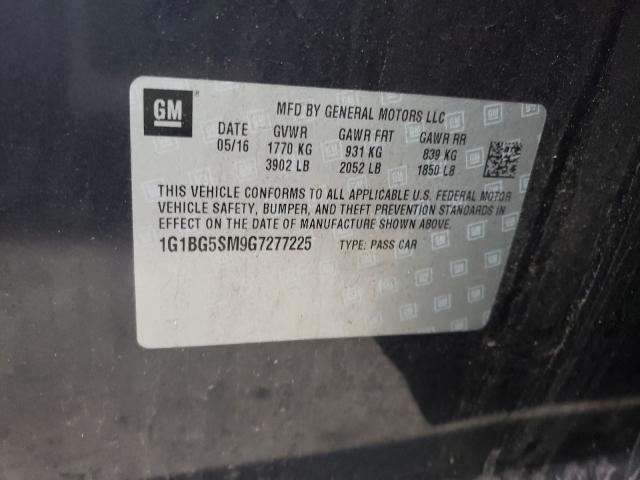 GM
MFD BY GENERAL MOTORS LLC
DATE GVWR GAWR FRT GAWR RR
05/16 1770 KG 931 KG 839 KG
3902 LB 2052 LB 1850 LB
THIS VEHICLE CONFORMS TO ALL APPLICABLE U.S. FEDERAL MOTOR
VEHICLE SAFETY, BUMPER, AND THEFT PREVENTION STANDARDS IN
EFFECT ON THE DATE OF MANUFACTURE SHOWN ABOVE.
1G1BG5SM9G7277225 TYPE: PASS CAR